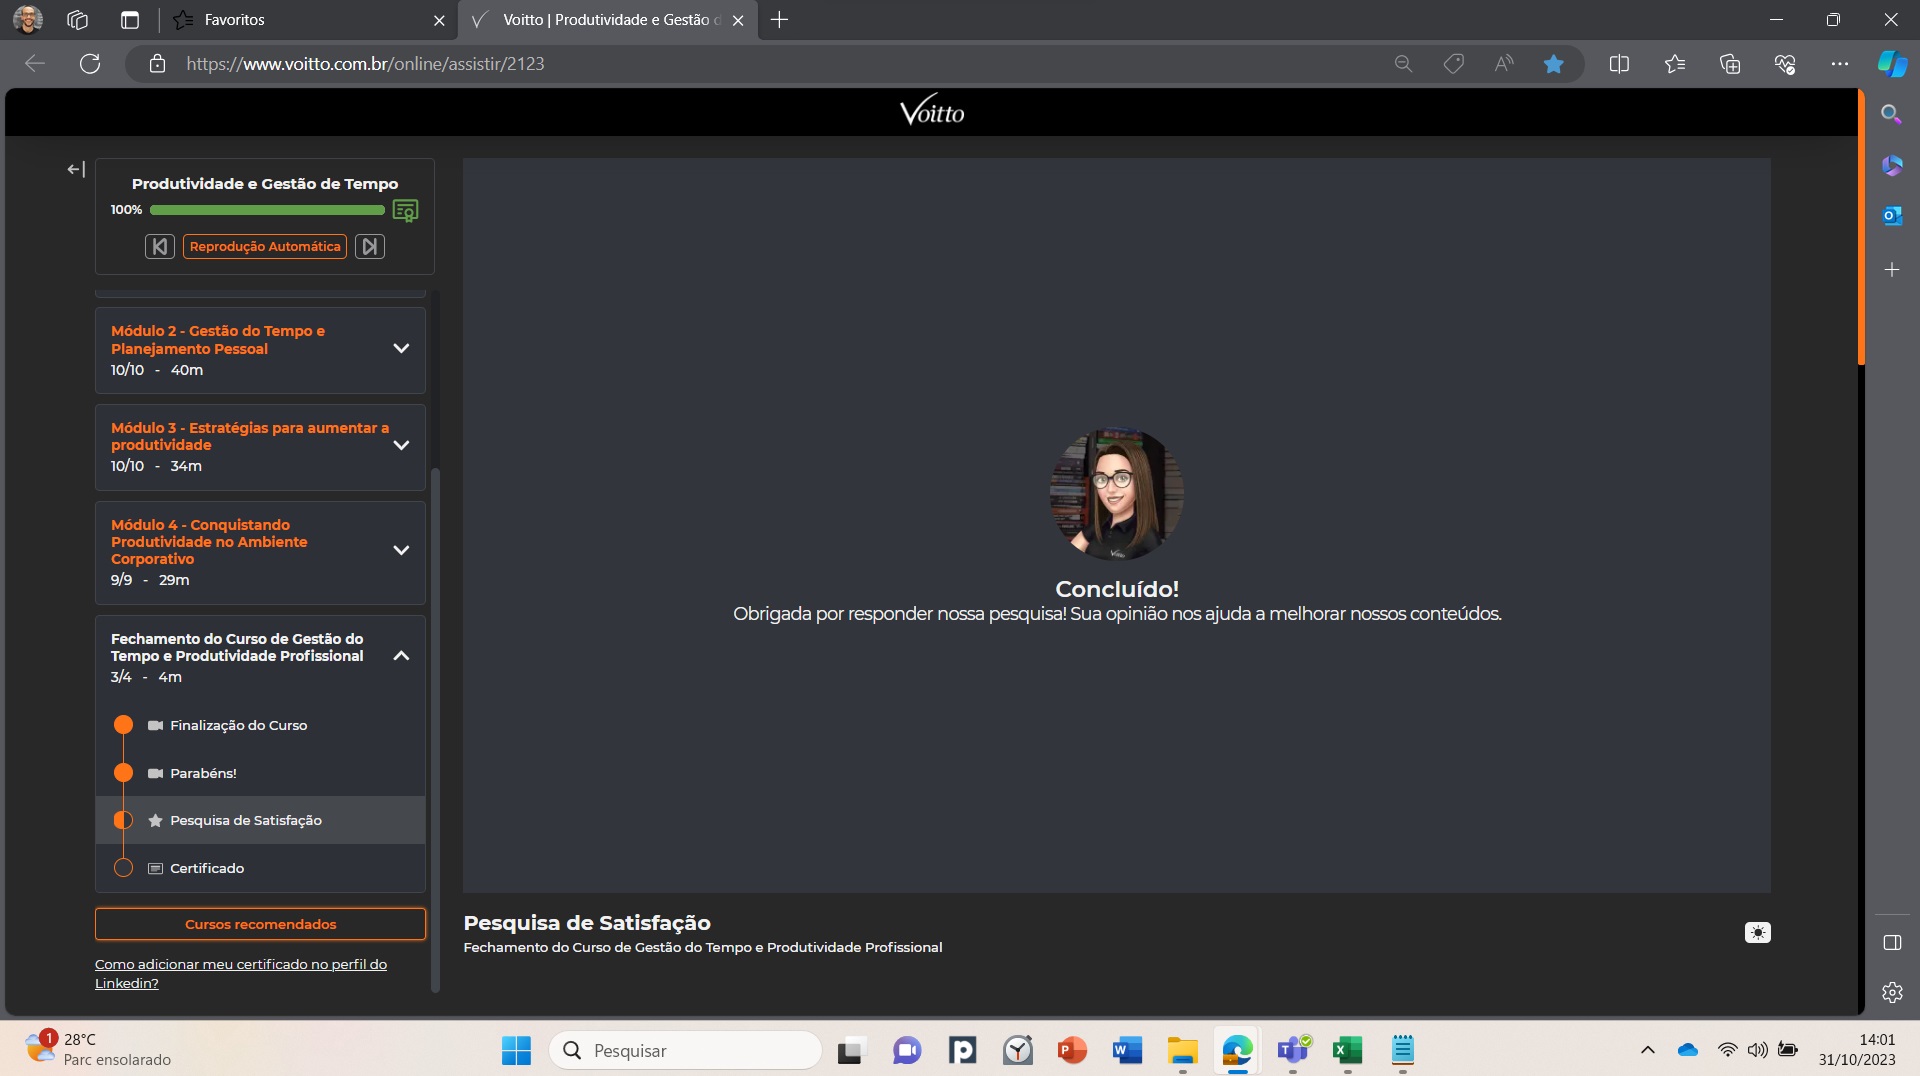 Favoritos
Voitto | Produtividade e Gestão d
https://www.voitto.com.br/online/assistir/2123
Voitto
Produtividade e Gestão de Tempo
100%
Reprodução Automática
Módulo 2 - Gestão do Tempo e
Planejamento Pessoal
10/10 - 40m
Módulo 3 - Estratégias para aumentar a
produtividade
10/10 - 34m
Módulo 4 - Conquistando
Produtividade no Ambiente
Corporativo
9/9 - 29m
Fechamento do Curso de Gestão do
Tempo e Produtividade Profissional
3/4 - 4m
Finalização do Curso
Parabéns!
Pesquisa de Satisfação
Certificado
Cursos recomendados
Como adicionar meu certificado no perfil do
Linkedin?
Voitto
Concluído!
Obrigada por responder nossa pesquisa! Sua opinião nos ajuda a melhorar nossos conteúdos.
Pesquisa de Satisfação
Fechamento do Curso de Gestão do Tempo e Produtividade Profissional
1
28°C
Parc ensolarado
Pesquisar
14:01
31/10/2023